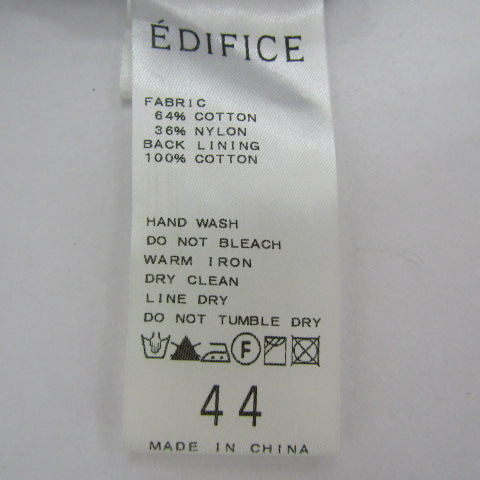 ÉDIFICE
FABRIC
64% COTTON
36% NYLON
BACK LINING
100% COTTON
HAND WASH
DO NOT BLEACH
WARM IRON
DRY CLEAN
LINE DRY
DO NOT TUMBLE DRY
F
44
MADE IN CHINA